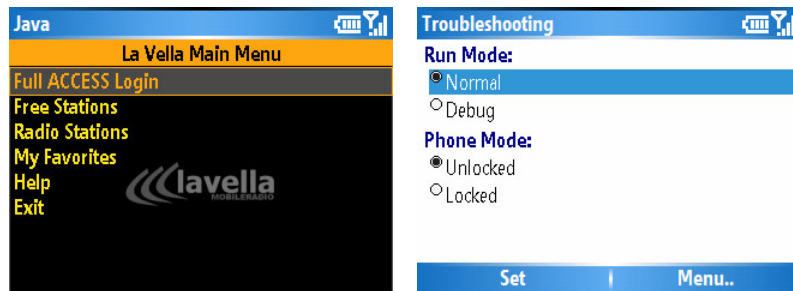 Java
La Vella Main Menu
Full ACCESS Login
Free Stations
Radio Stations
My Favorites
Help
Exit
lavella
MOBILERADIO
Troubleshooting
Run Mode:
Normal
Debug
Phone Mode:
Unlocked
Locked
Set
Menu..